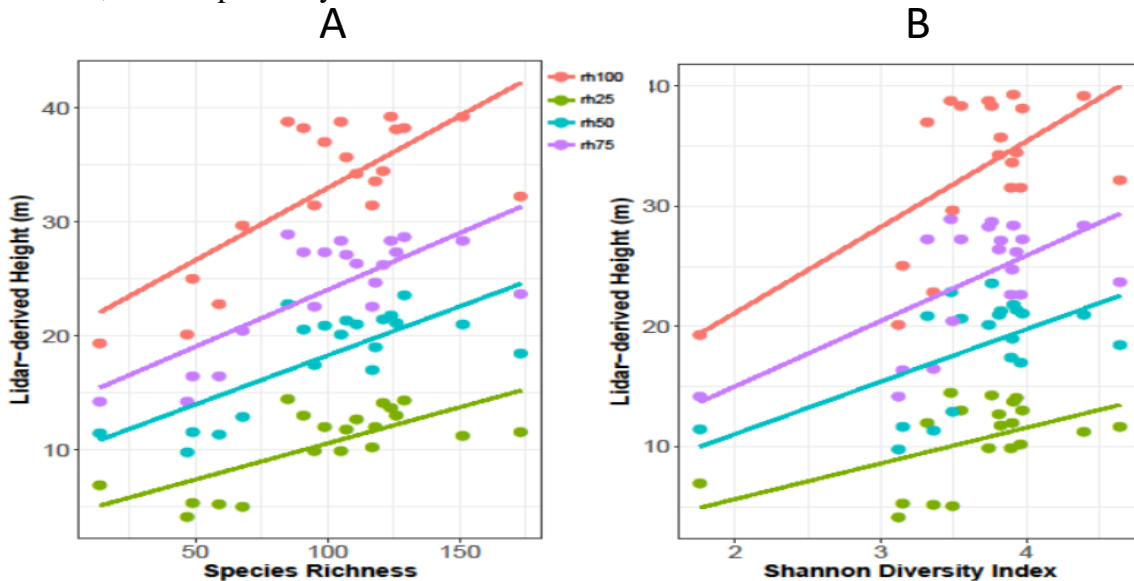 A
B
rh100
rh25
rh50
rh75
Lidar-derived Height (m)
40
30
20
10
50
100
150
Species Richness
Lidar-derived Height (m)
40
30
20
10
2
3
4
Shannon Diversity Index